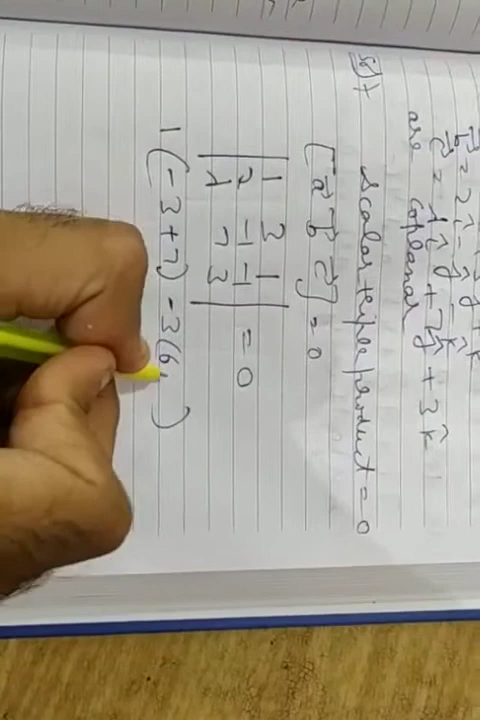 b⃗ = 2î - ĵ - k̂
c⃗ = λî + 7ĵ + 3k̂
are coplanar
Sol)+ Scalar triple product = 0
[a⃗ b⃗ c⃗] = 0
| 1 3 1 |
| 2 -1 -1 | = 0
| λ 7 3 |
1 (-3+7) -3(6, )